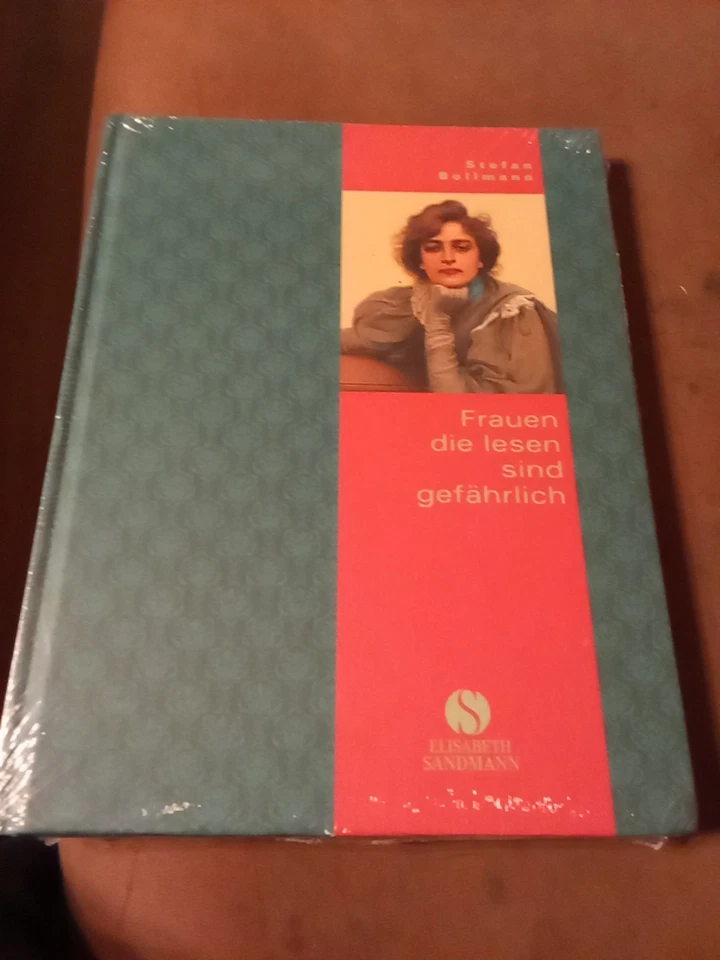 Stefan
Bollmann
Frauen
die lesen
sind
gefährlich
S
ELISABETH
SANDMANN